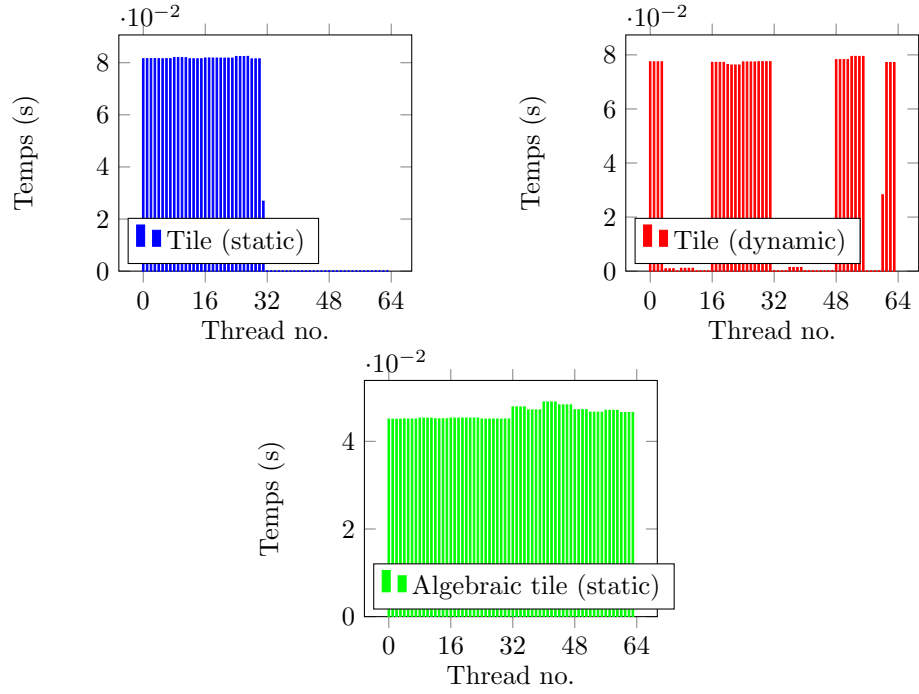 ·10−2
8
6
4
2
0
Temps (s)
Tile (static)
0 16 32 48 64
Thread no.
·10−2
8
6
4
2
0
Temps (s)
Tile (dynamic)
0 16 32 48 64
Thread no.
·10−2
4
2
0
Temps (s)
Algebraic tile (static)
0 16 32 48 64
Thread no.